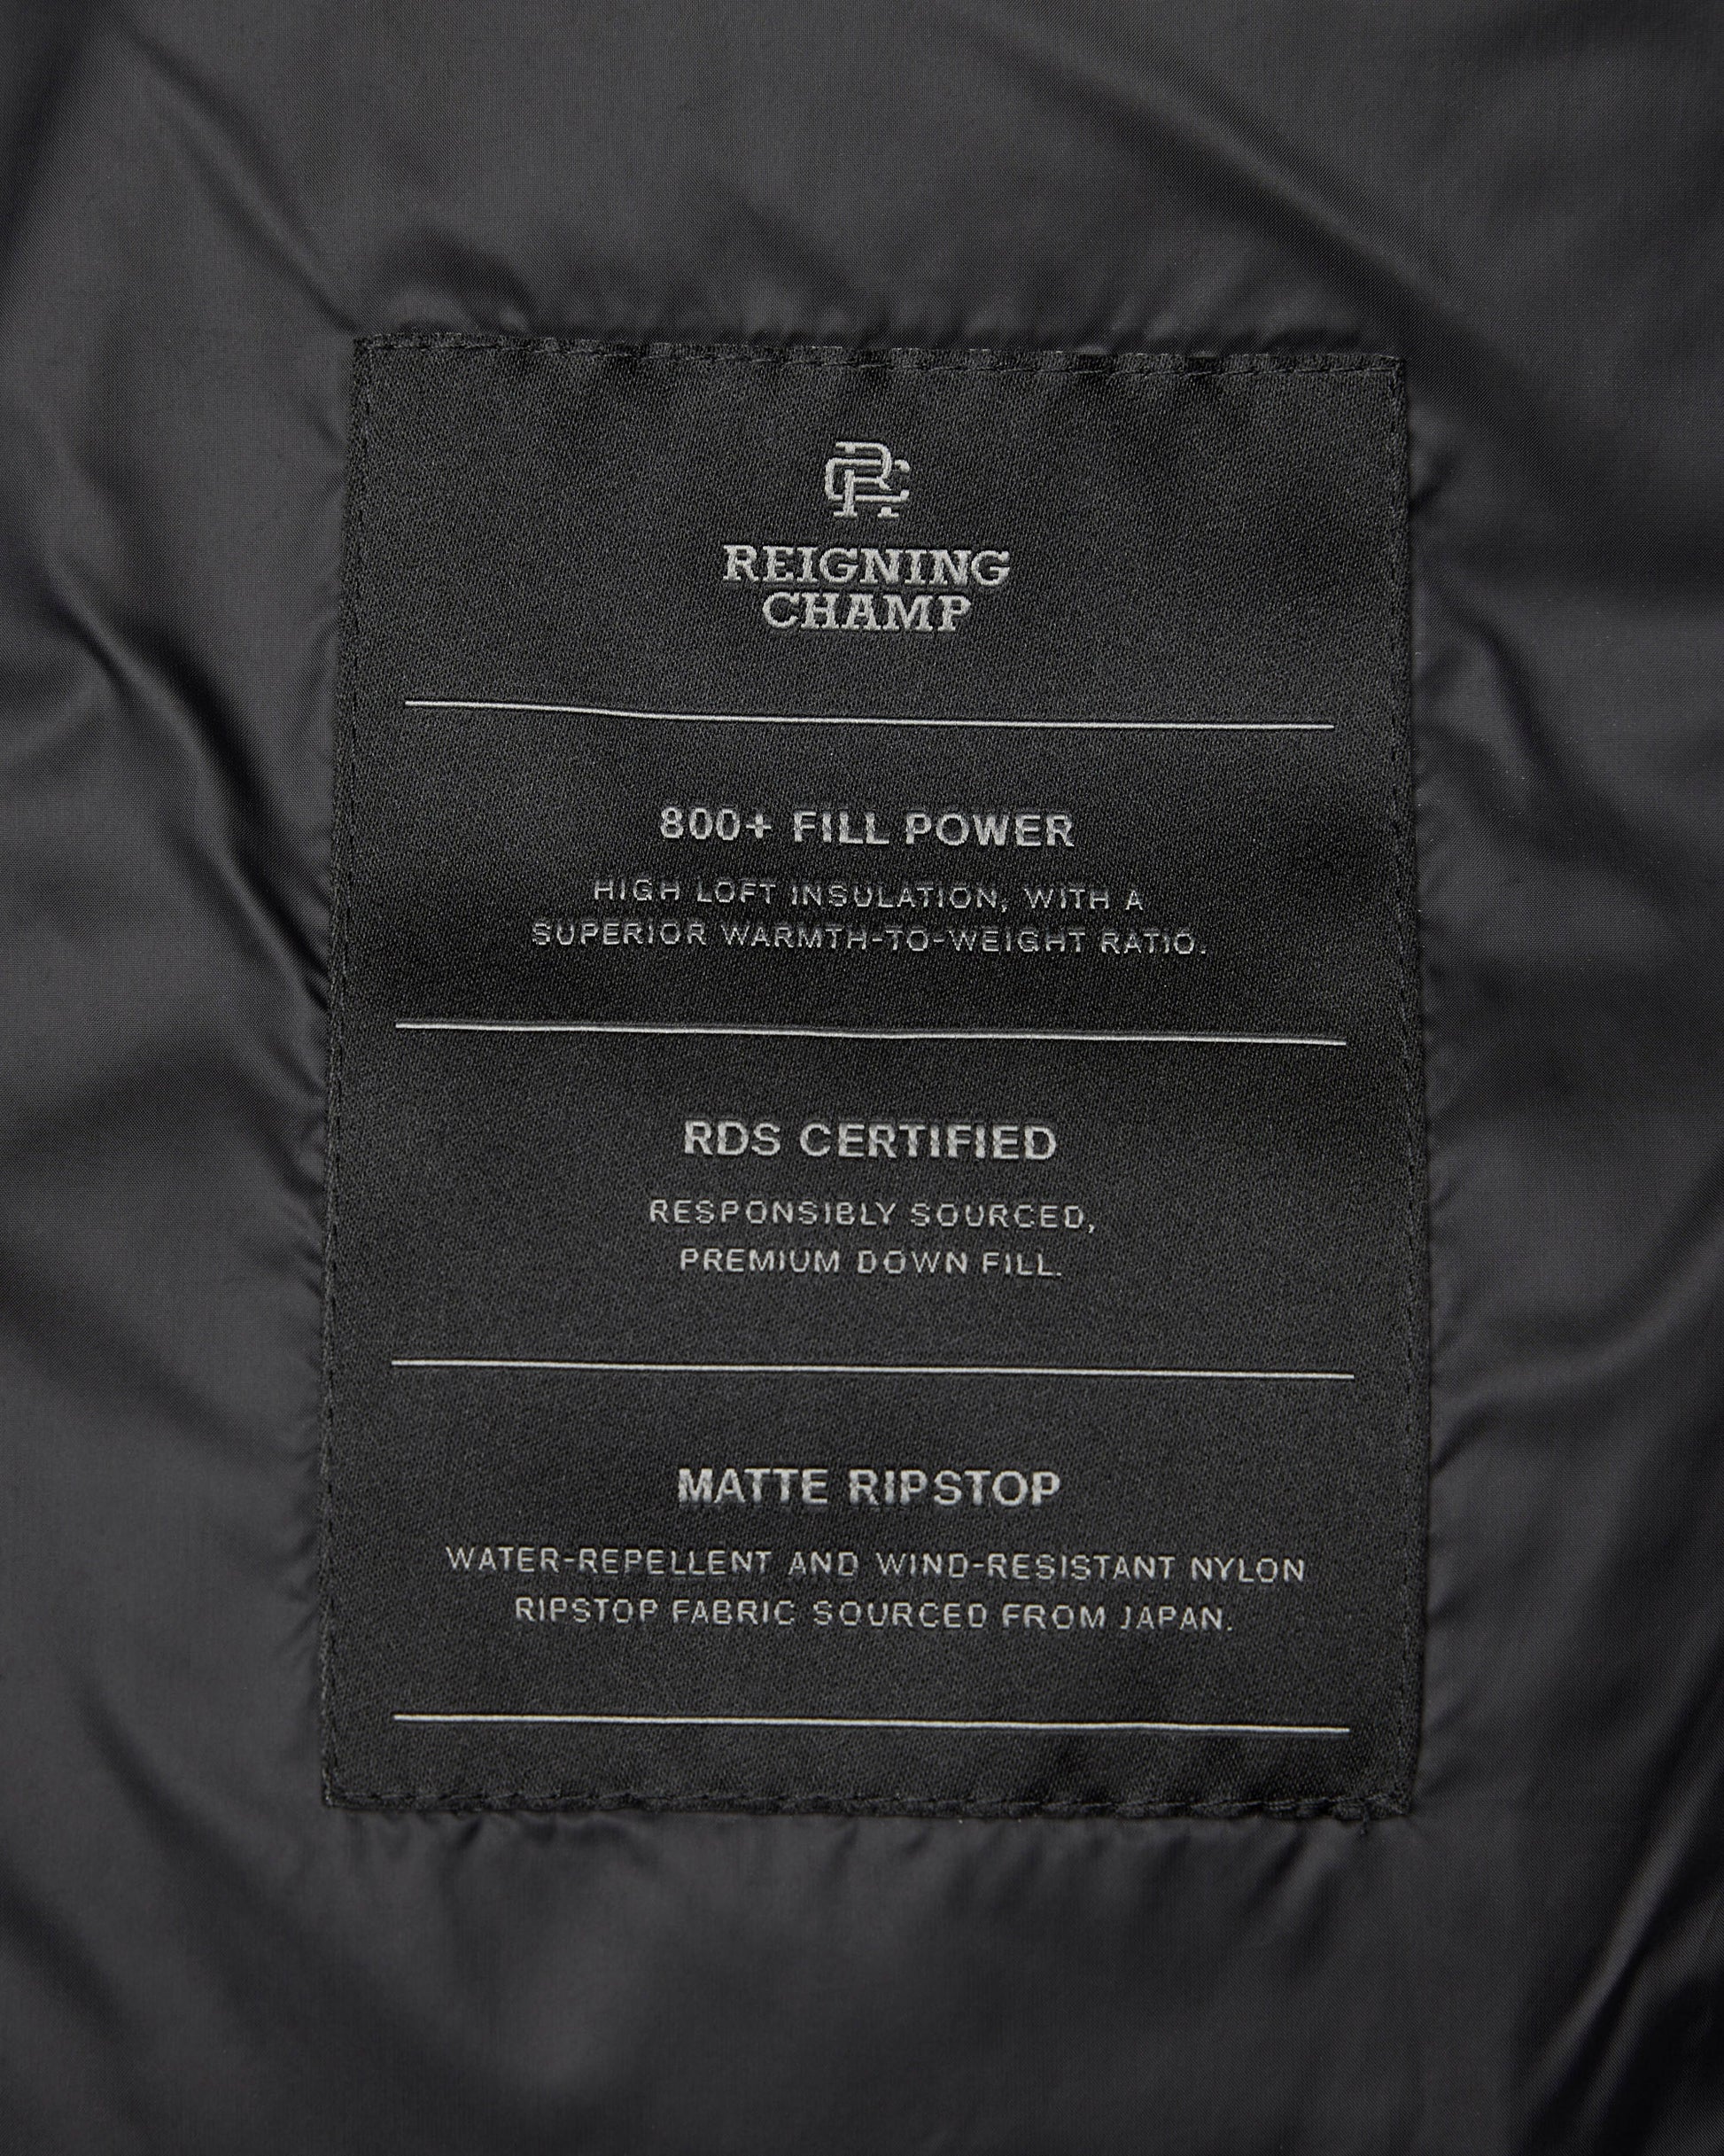 RC
REIGNING
CHAMP
800+ FILL POWER
HIGH LOFT INSULATION, WITH A
SUPERIOR WARMTH-TO-WEIGHT RATIO.
RDS CERTIFIED
RESPONSIBLY SOURCED,
PREMIUM DOWN FILL.
MATTE RIPSTOP
WATER-REPELLENT AND WIND-RESISTANT NYLON
RIPSTOP FABRIC SOURCED FROM JAPAN.